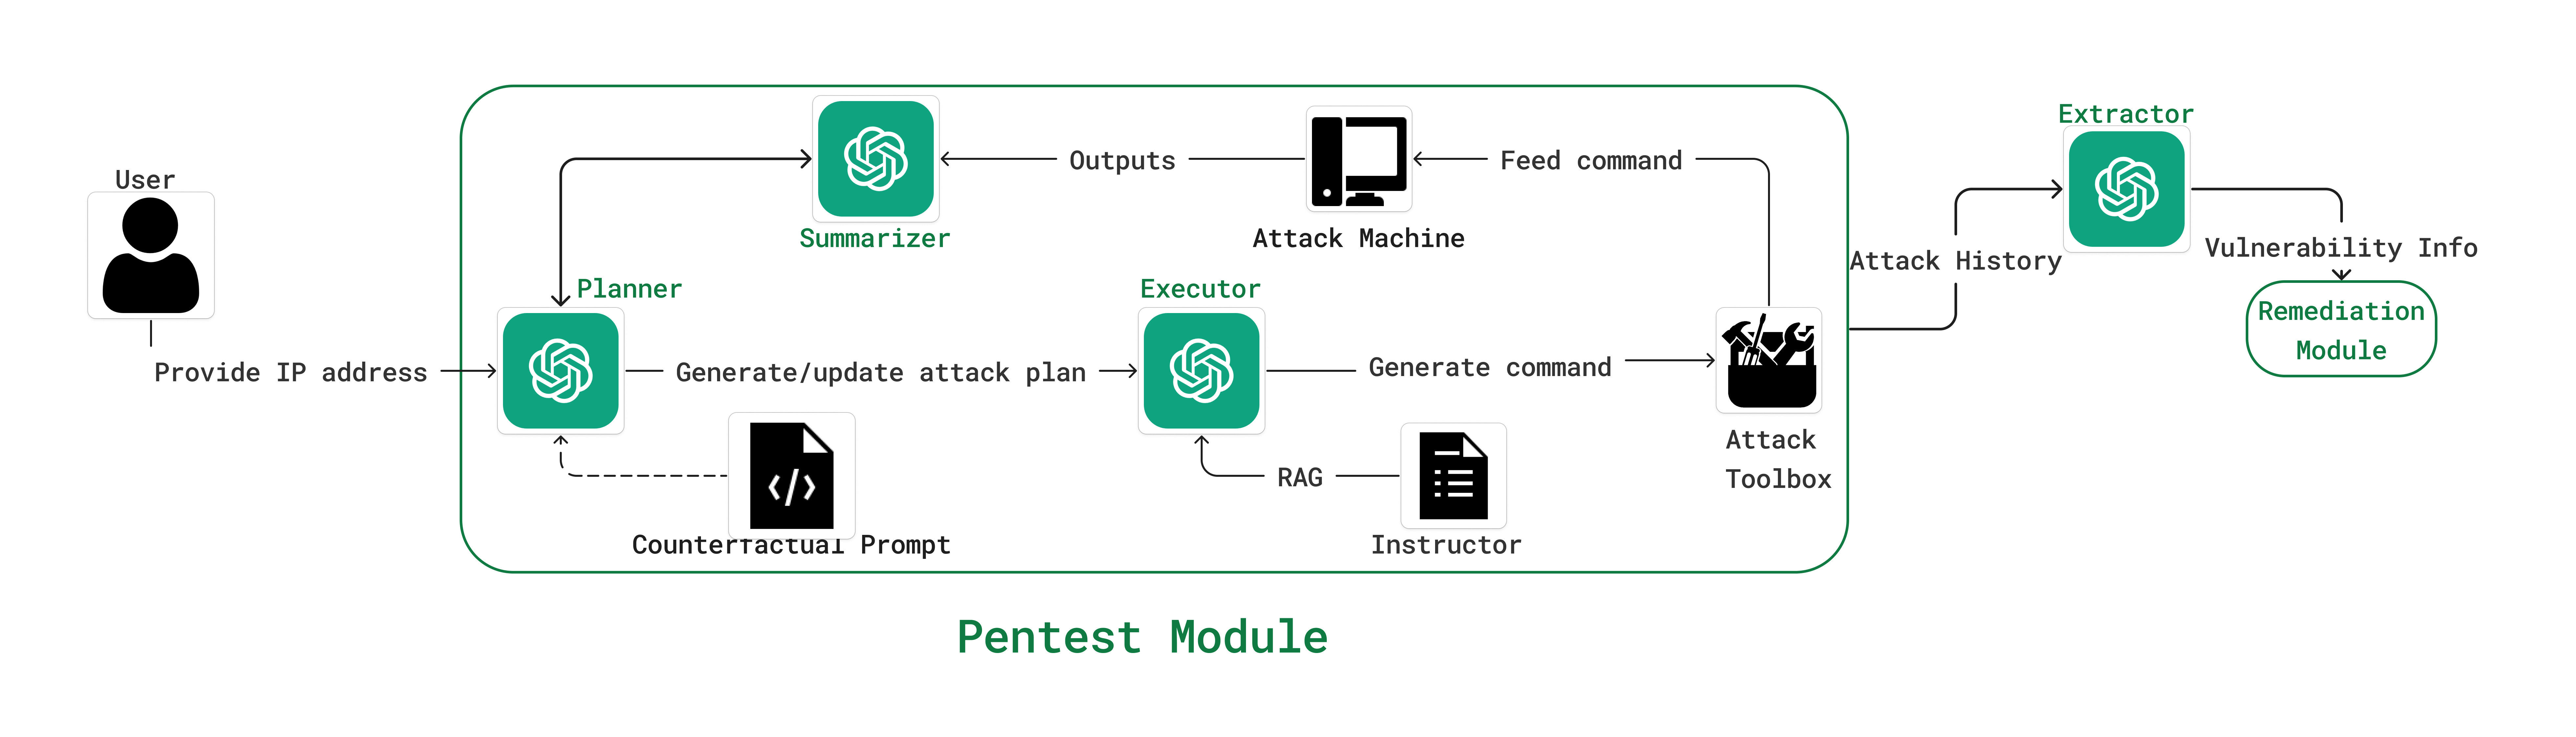 User
Provide IP address
Planner
Summarizer
Outputs
Attack Machine
Feed command
Generate/update attack plan
Executor
Generate command
Attack
Toolbox
Counterfactual Prompt
RAG
Instructor
Attack History
Extractor
Vulnerability Info
Remediation
Module
Pentest Module